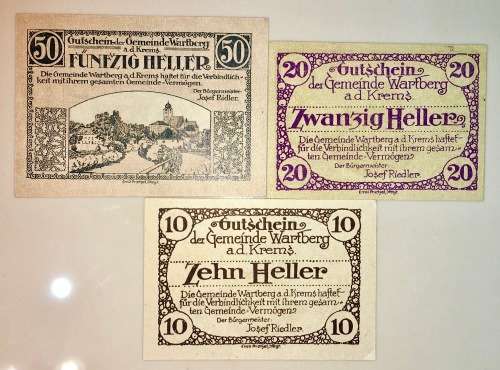 50 50
Gutschein der Gemeinde Wartberg
a.d. Krems.
FÜNFZIG HELLER
Die Gemeinde Wartberg a.d. Krems haftet für die Verbindlich-
keit mit ihrem gesamten Gemeinde-Vermögen.
Der Bürgermeister
Josef Riedler.
20 20
Gutschein
der Gemeinde Wartberg
a.d. Krems.
Zwanzig Heller
Die Gemeinde Wartberg a.d. Krems haftet
für die Verbindlichkeit mit ihrem gesam-
ten Gemeinde-Vermögen.
Der Bürgermeister
Josef Riedler
20 20
10 10
Gutschein
der Gemeinde Wartberg
a.d. Krems.
Zehn Heller
Die Gemeinde Wartberg a.d. Krems haftet
für die Verbindlichkeit mit ihrem gesam-
ten Gemeinde-Vermögen.
Der Bürgermeister
Josef Riedler.
10 10